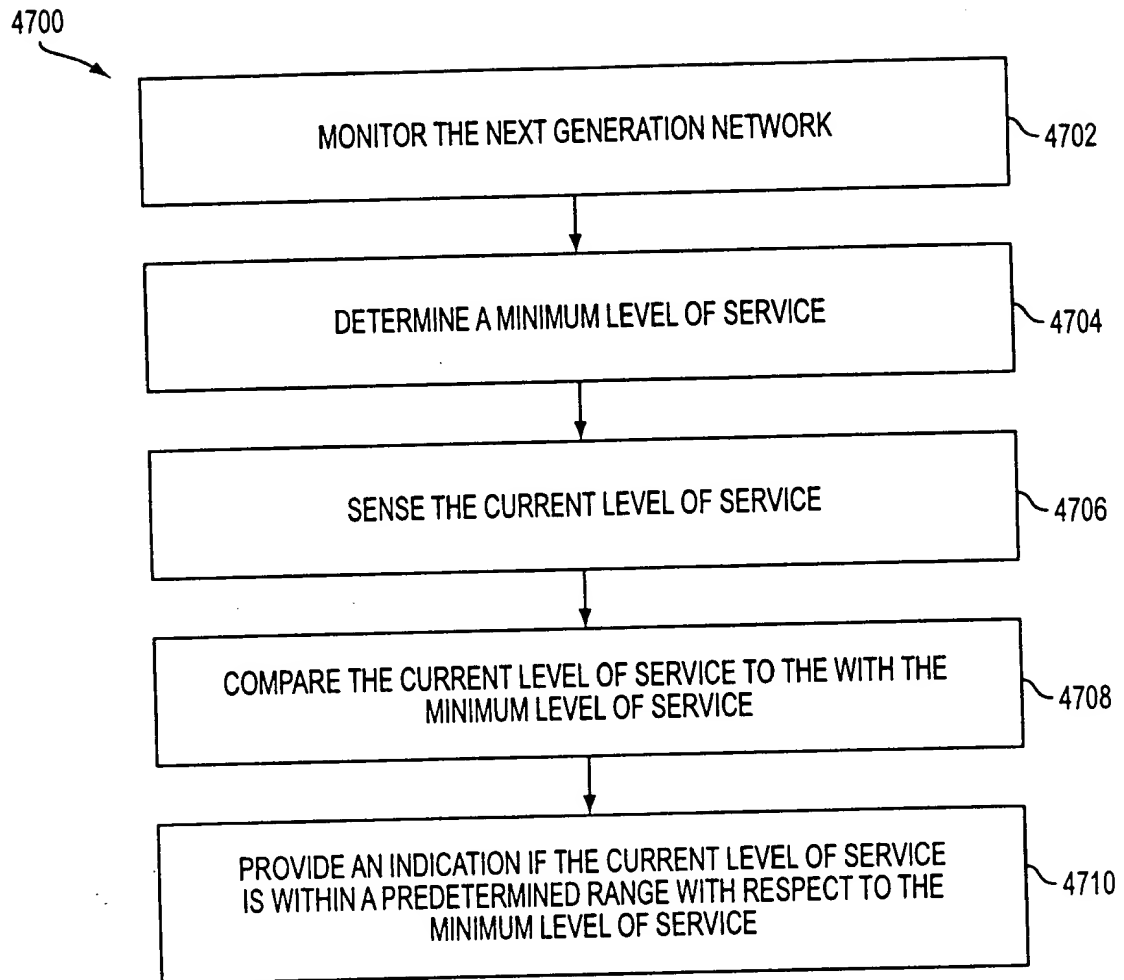 4700
MONITOR THE NEXT GENERATION NETWORK
4702
DETERMINE A MINIMUM LEVEL OF SERVICE
4704
SENSE THE CURRENT LEVEL OF SERVICE
4706
COMPARE THE CURRENT LEVEL OF SERVICE TO THE WITH THE
MINIMUM LEVEL OF SERVICE
4708
PROVIDE AN INDICATION IF THE CURRENT LEVEL OF SERVICE
IS WITHIN A PREDETERMINED RANGE WITH RESPECT TO THE
MINIMUM LEVEL OF SERVICE
4710